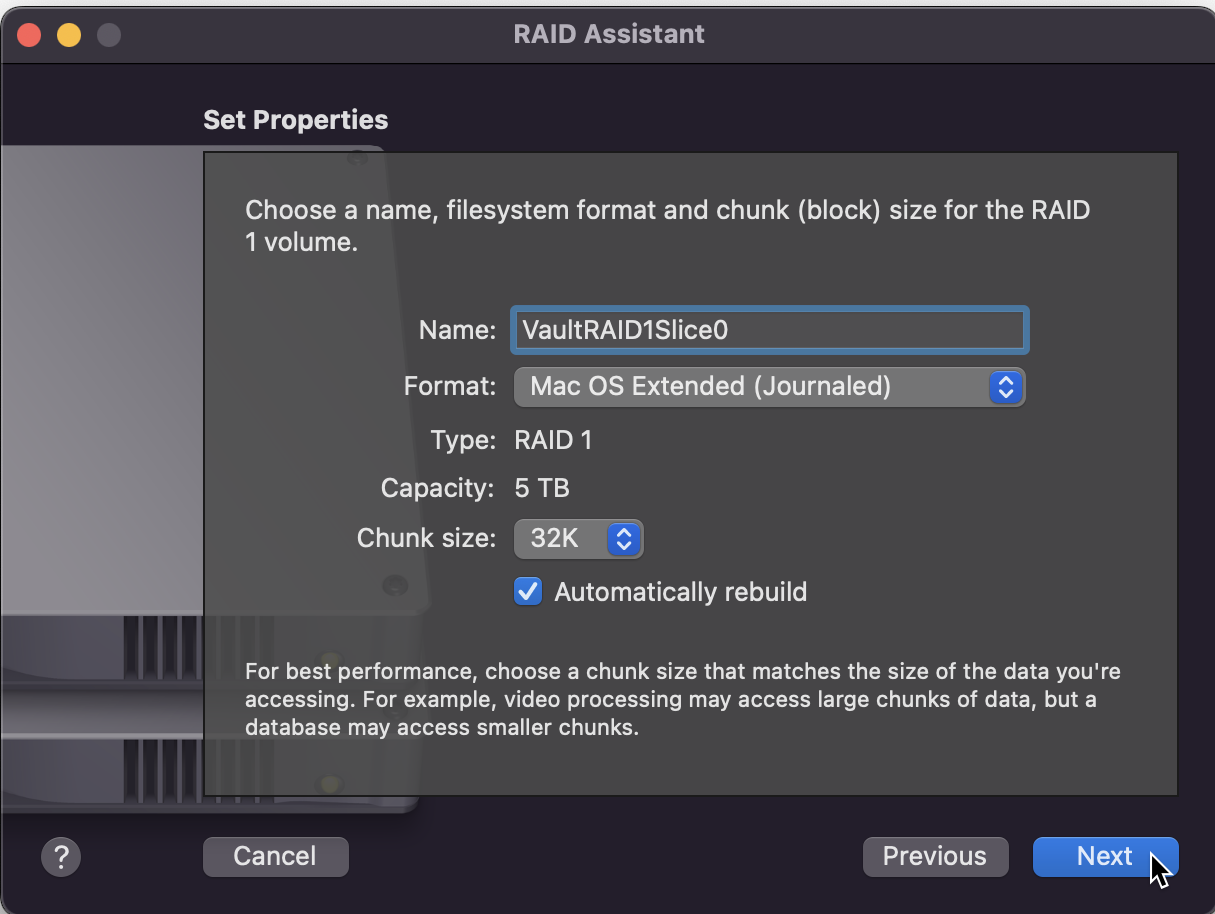 RAID Assistant
Set Properties
Choose a name, filesystem format and chunk (block) size for the RAID
1 volume.
Name: VaultRAID1Slice0
Format: Mac OS Extended (Journaled)
Type: RAID 1
Capacity: 5 TB
Chunk size: 32K
Automatically rebuild
For best performance, choose a chunk size that matches the size of the data you're
accessing. For example, video processing may access large chunks of data, but a
database may access smaller chunks.
? Cancel Previous Next